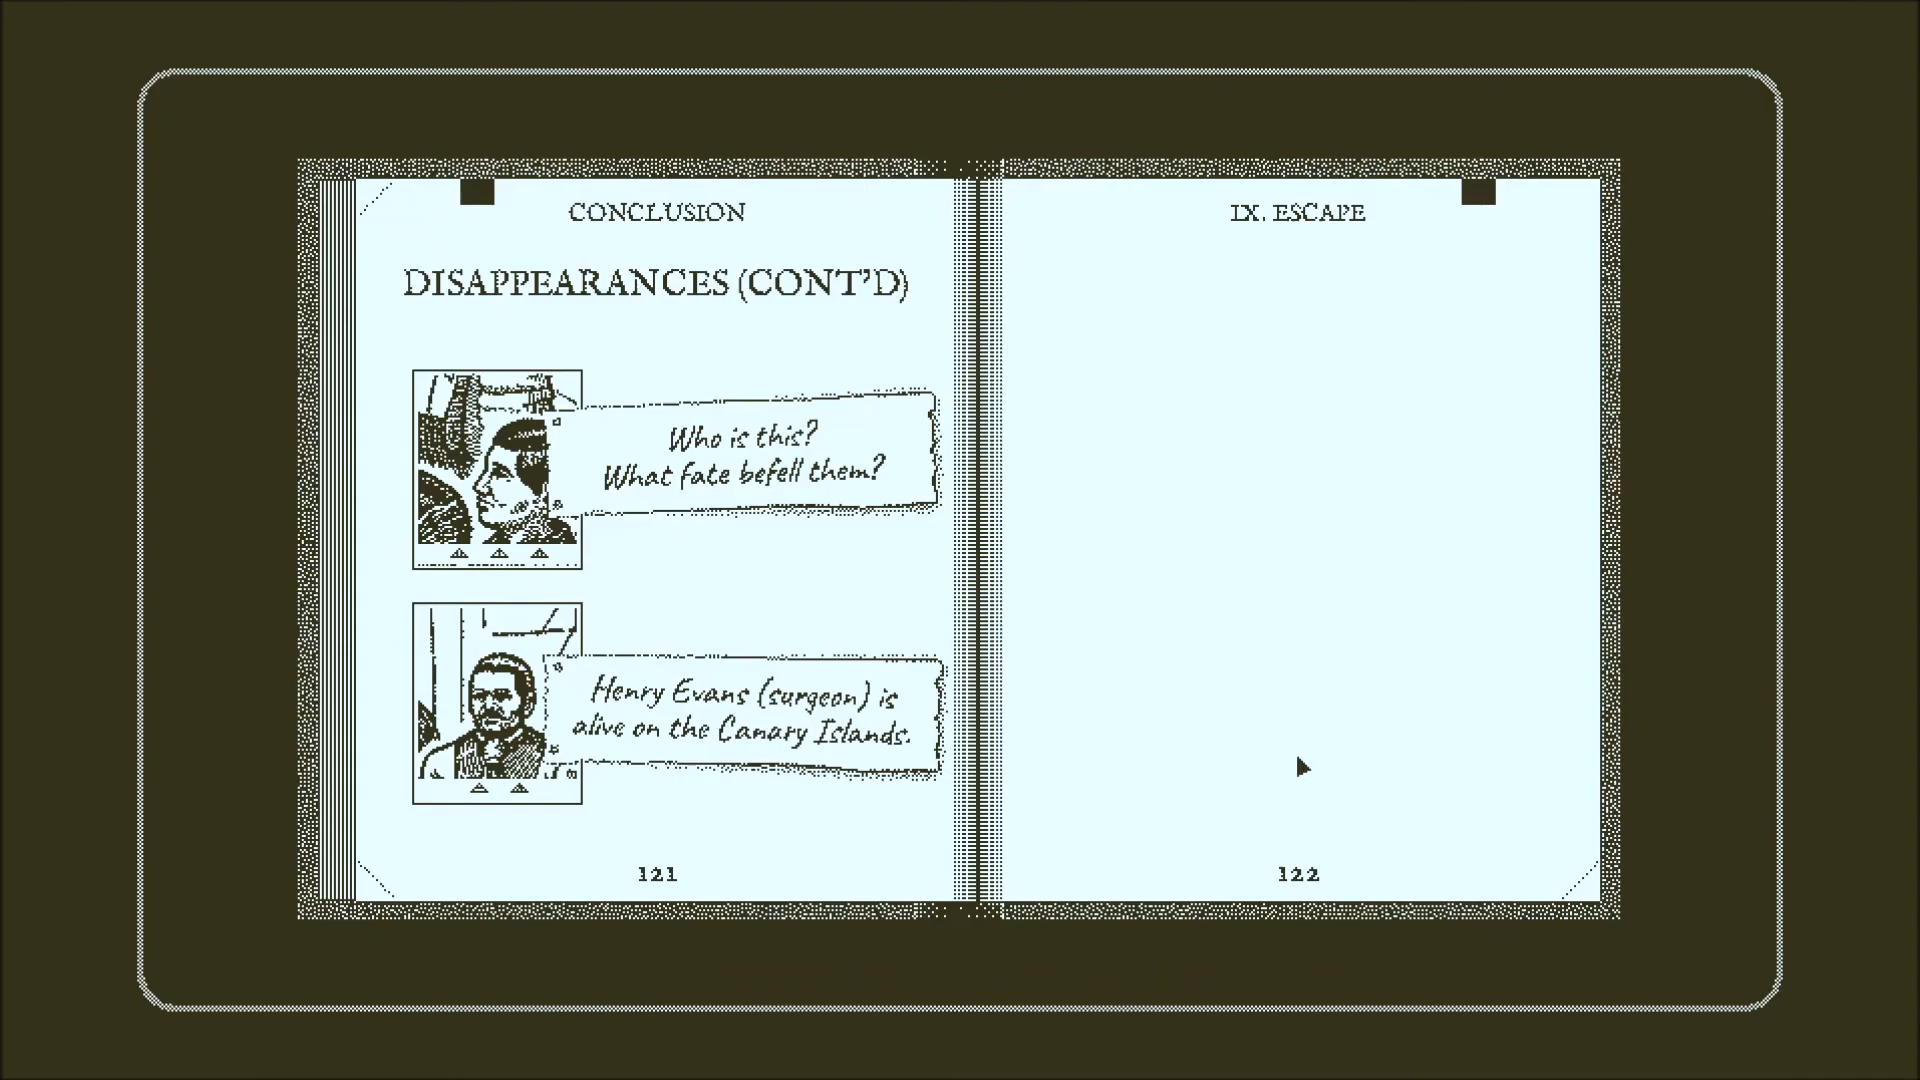 CONCLUSION
DISAPPEARANCES (CONT'D)
Who is this?
What fate befell them?
Henry Evans (surgeon) is
alive on the Canary Islands.
121
IX. ESCAPE
122